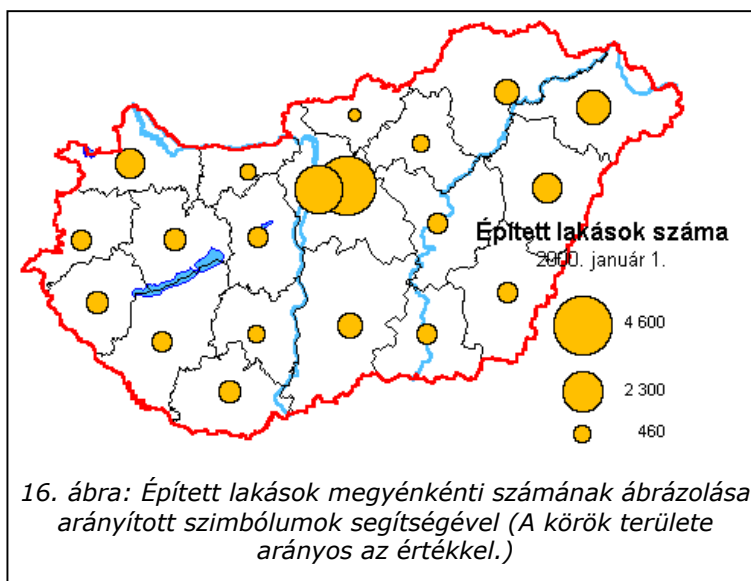 Épített lakások száma
2000. január 1.
4 600
2 300
460
16. ábra: Épített lakások megyénkénti számának ábrázolása
arányított szimbólumok segítségével (A körök területe
arányos az értékkel.)